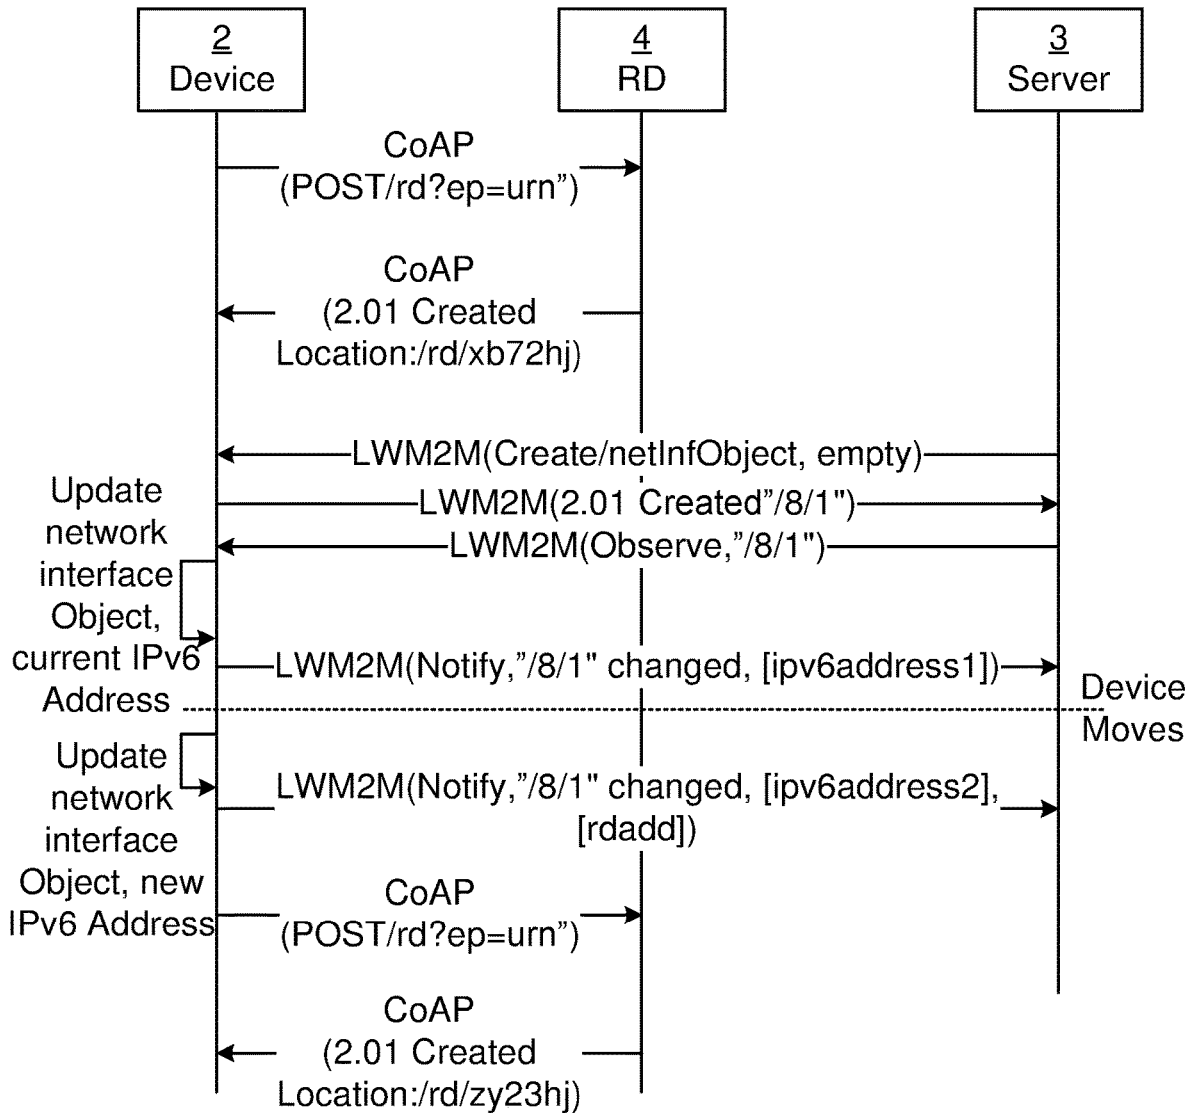 2
Device
4
RD
3
Server
CoAP
(POST/rd?ep=urn”)
CoAP
(2.01 Created
Location:/rd/xb72hj)
LWM2M(Create/netInfObject, empty)
LWM2M(2.01 Created”/8/1")
LWM2M(Observe,”/8/1")
Update
network
interface
Object,
current IPv6
Address
LWM2M(Notify,”/8/1" changed, [ipv6address1])
Device
Moves
Update
network
interface
Object, new
IPv6 Address
LWM2M(Notify,”/8/1" changed, [ipv6address2],
[rdadd])
CoAP
(POST/rd?ep=urn”)
CoAP
(2.01 Created
Location:/rd/zy23hj)